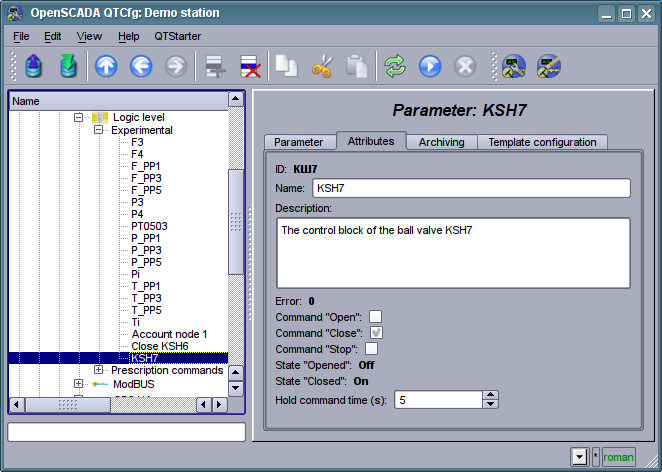 OpenSCADA QTCfg: Demo station
File Edit View Help QTStarter
Name
Logic level
Experimental
F3
F4
F_PP1
F_PP3
F_PP5
P3
P4
PT0503
P_PP1
P_PP3
P_PP5
Pi
T_PP1
T_PP3
T_PP5
Ti
Account node 1
Close KSH6
KSH7
Prescription commands
ModBUS
Parameter: KSH7
Parameter Attributes Archiving Template configuration
ID: КШ7
Name: KSH7
Description:
The control block of the ball valve KSH7
Error: 0
Command "Open":
Command "Close":
Command "Stop":
State "Opened": Off
State "Closed": On
Hold command time (s): 5
* roman